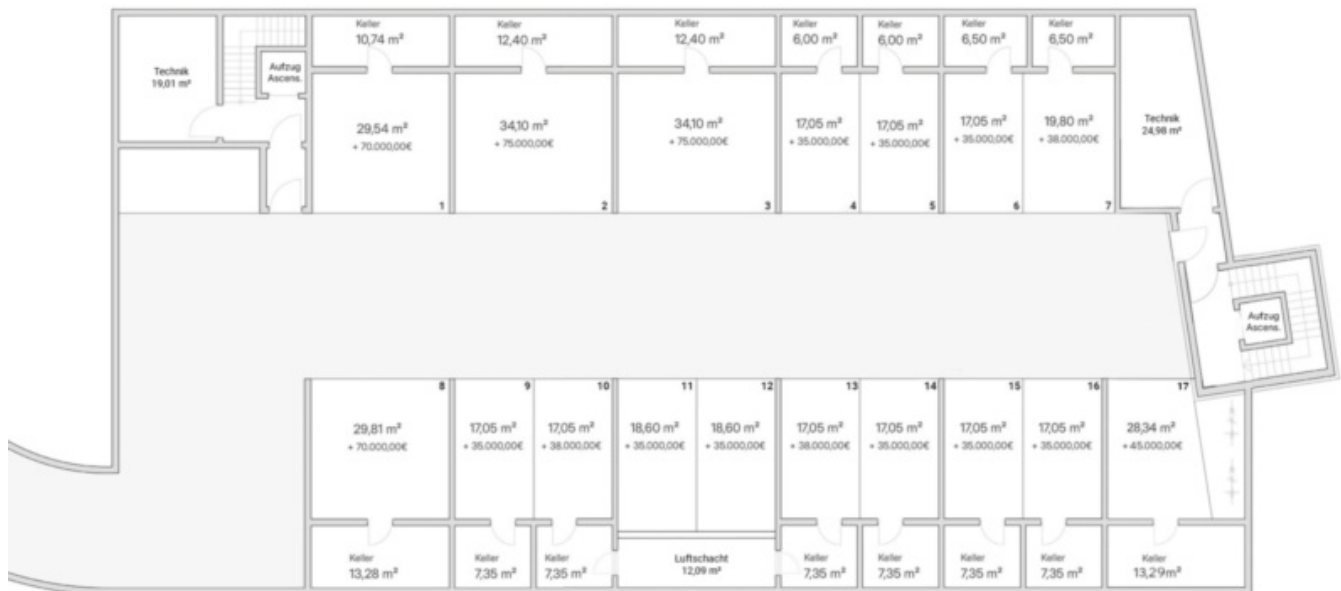 Keller
10,74 m²
Keller
12,40 m²
Keller
12,40 m²
Keller
6,00 m²
Keller
6,00 m²
Keller
6,50 m²
Keller
6,50 m²
Technik
19,01 m²
Aufzug
Ascens.
29,54 m²
+ 70.000,00€
1
34,10 m²
+ 75.000,00€
2
34,10 m²
+ 75.000,00€
3
17,05 m²
+ 35.000,00€
4
17,05 m²
+ 35.000,00€
5
17,05 m²
+ 35.000,00€
6
19,80 m²
+ 38.000,00€
7
Technik
24,98 m²
Aufzug
Ascens.
8
29,81 m²
+ 70.000,00€
9
17,05 m²
+ 35.000,00€
10
17,05 m²
+ 38.000,00€
11
18,60 m²
+ 35.000,00€
12
18,60 m²
+ 35.000,00€
13
17,05 m²
+ 38.000,00€
14
17,05 m²
+ 35.000,00€
15
17,05 m²
+ 35.000,00€
16
17,05 m²
+ 35.000,00€
17
28,34 m²
+ 45.000,00€
Keller
13,28 m²
Keller
7,35 m²
Keller
7,35 m²
Luftschacht
12,09 m²
Keller
7,35 m²
Keller
7,35 m²
Keller
7,35 m²
Keller
7,35 m²
Keller
13,29m²